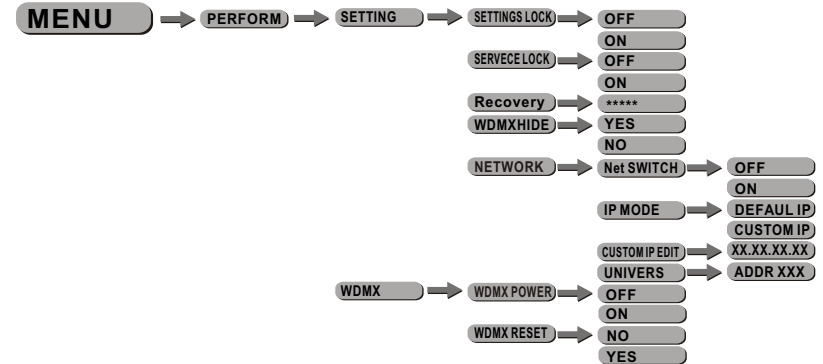 MENU PERFORM SETTING SETTINGS LOCK OFF
ON
SERVECE LOCK OFF
ON
Recovery *****
WDMXHIDE YES
NO
NETWORK Net SWITCH OFF
ON
IP MODE DEFAUL IP
CUSTOM IP
CUSTOM IP EDIT XX.XX.XX.XX
UNIVERS ADDR XXX
WDMX WDMX POWER OFF
ON
WDMX RESET NO
YES